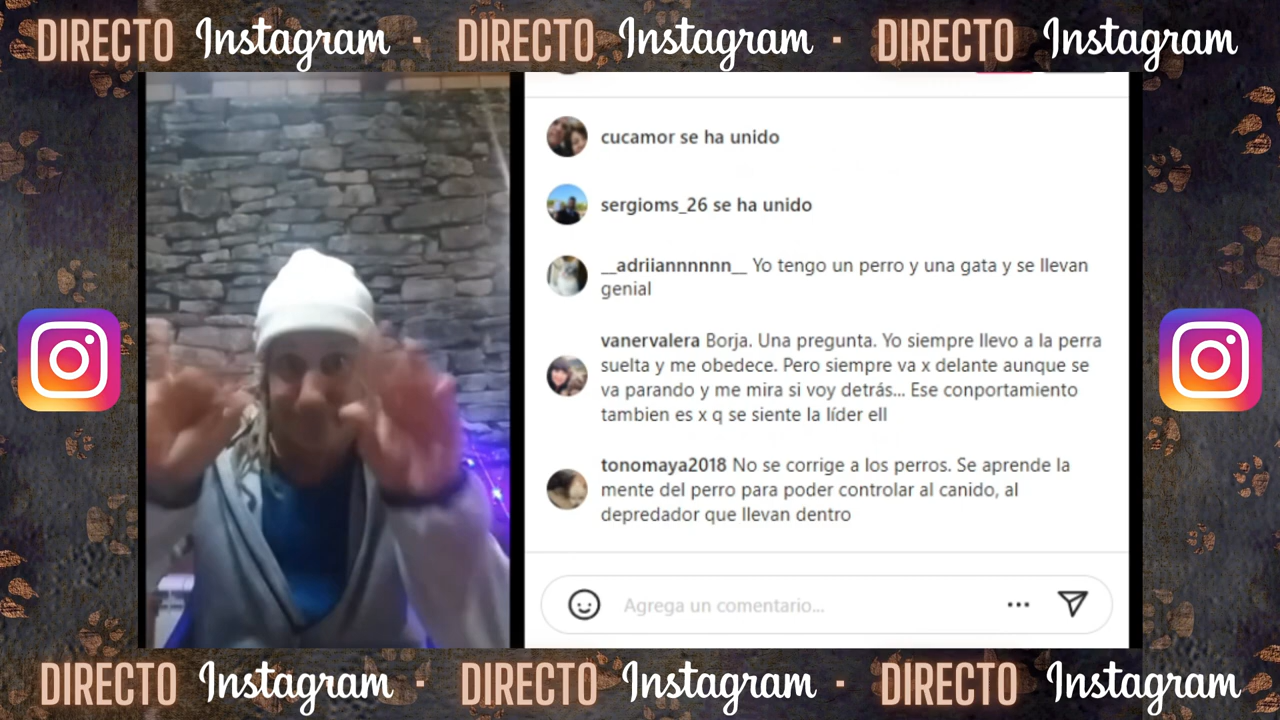 DIRECTO Instagram · DIRECTO Instagram · DIRECTO Instagram
cucamor se ha unido
sergioms_26 se ha unido
__adriiannnnnn__ Yo tengo un perro y una gata y se llevan
genial
vanervalera Borja. Una pregunta. Yo siempre llevo a la perra
suelta y me obedece. Pero siempre va x delante aunque se
va parando y me mira si voy detrás... Ese conportamiento
tambien es x q se siente la líder ell
tonomaya2018 No se corrige a los perros. Se aprende la
mente del perro para poder controlar al canido, al
depredador que llevan dentro
Agrega un comentario...
DIRECTO Instagram · DIRECTO Instagram · DIRECTO Instagram